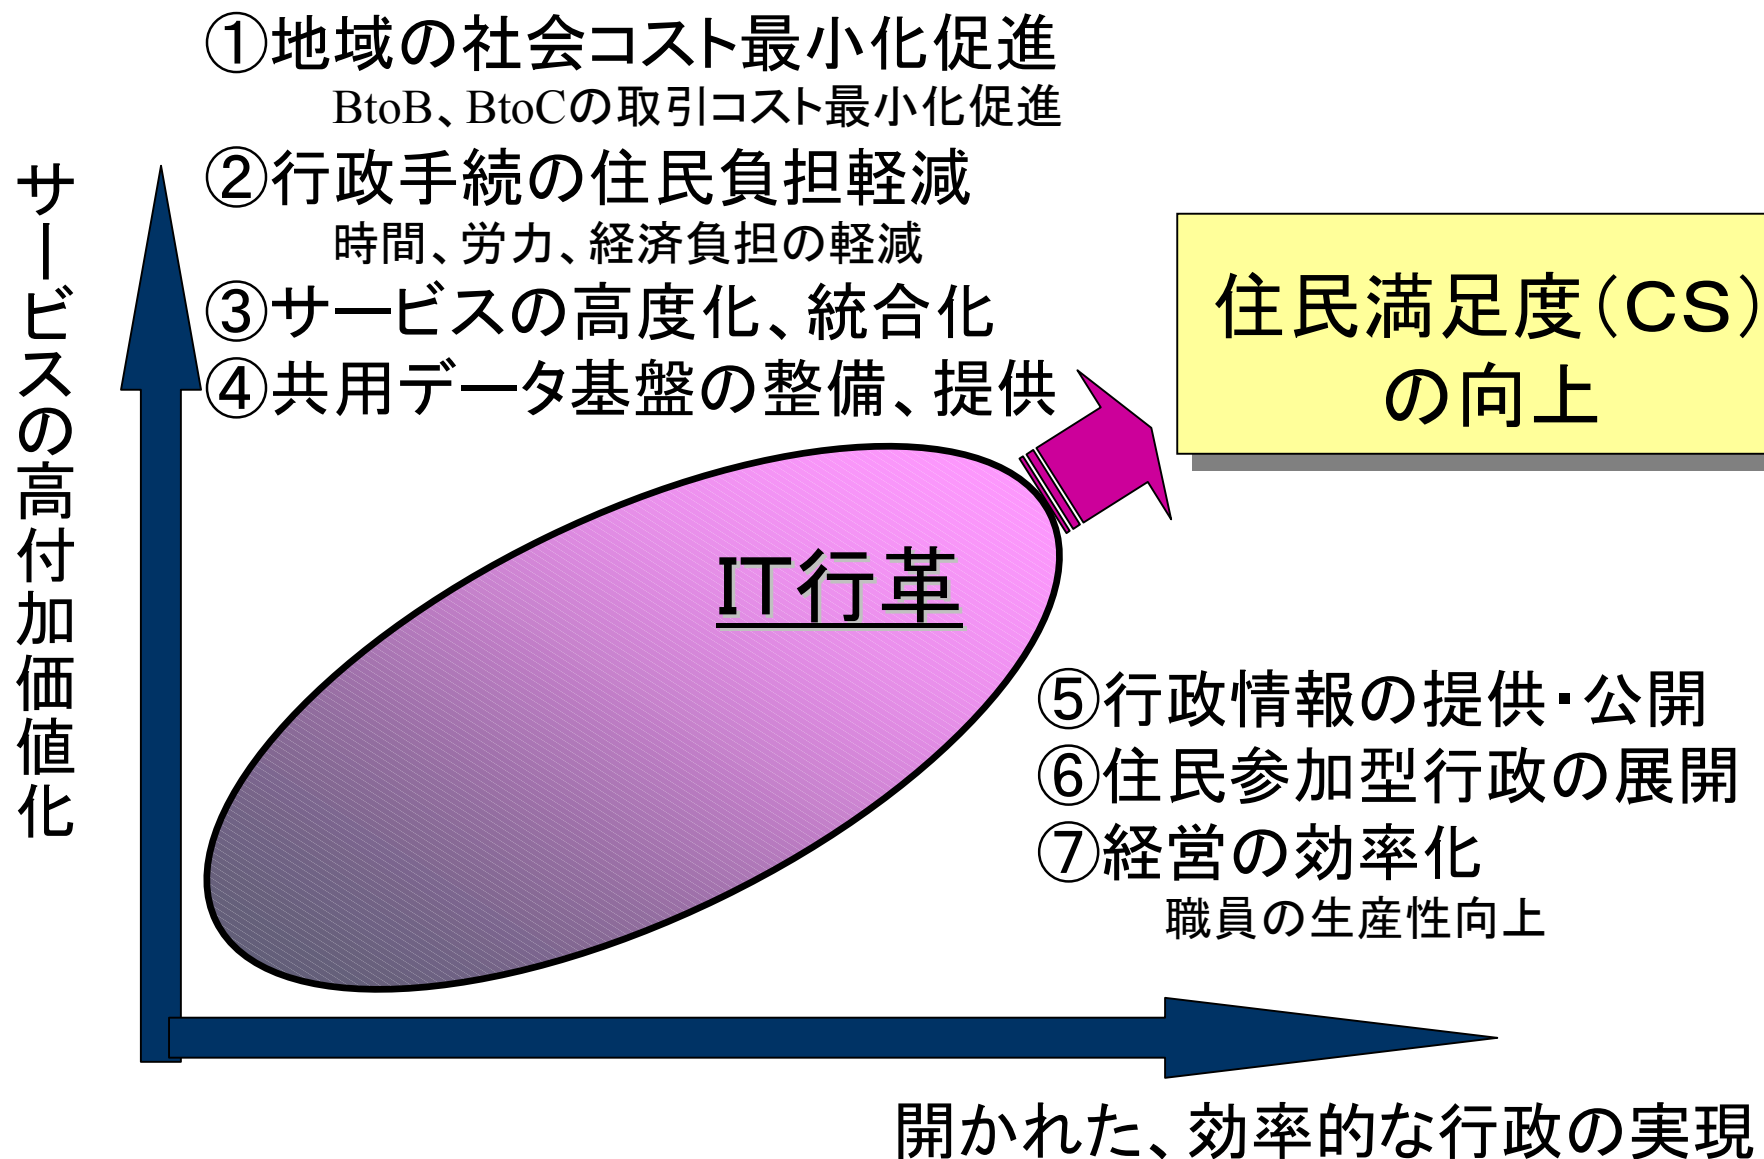 ①地域の社会コスト最小化促進
BtoB、BtoCの取引コスト最小化促進
②行政手続の住民負担軽減
時間、労力、経済負担の軽減
③サービスの高度化、統合化
④共用データ基盤の整備、提供
サービスの高付加価値化
住民満足度(CS)
の向上
IT行革
⑤行政情報の提供・公開
⑥住民参加型行政の展開
⑦経営の効率化
職員の生産性向上
開かれた、効率的な行政の実現